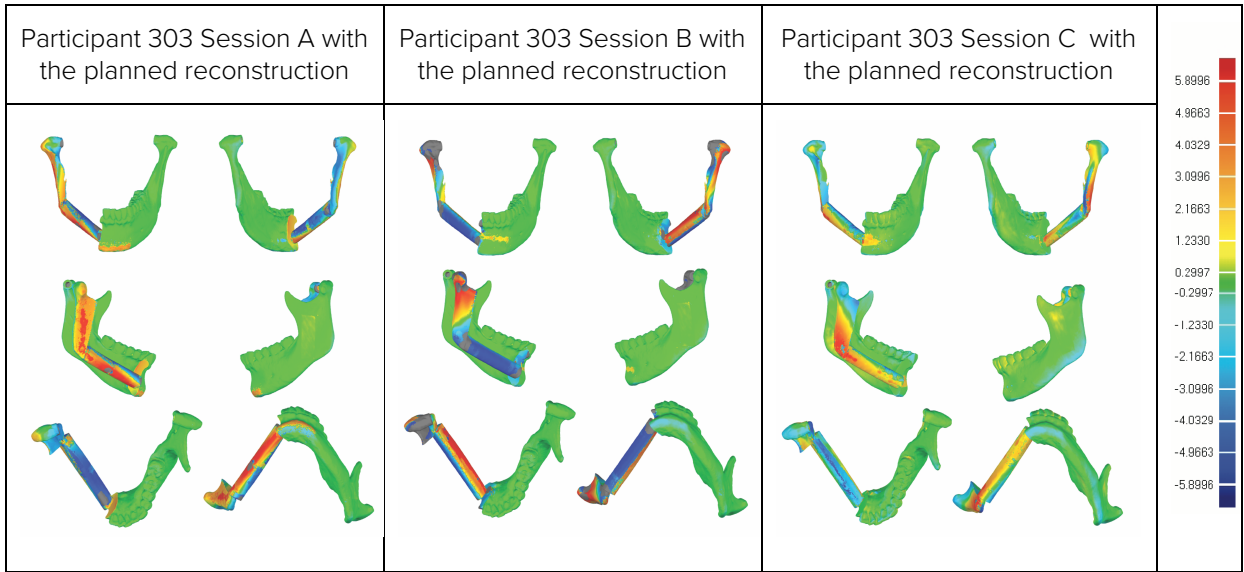 Participant 303 Session A with
the planned reconstruction
Participant 303 Session B with
the planned reconstruction
Participant 303 Session C with
the planned reconstruction
5.8996
4.9663
4.0329
3.0996
2.1663
1.2330
0.2997
-0.2997
-1.2330
-2.1663
-3.0996
-4.0329
-4.9663
-5.8996